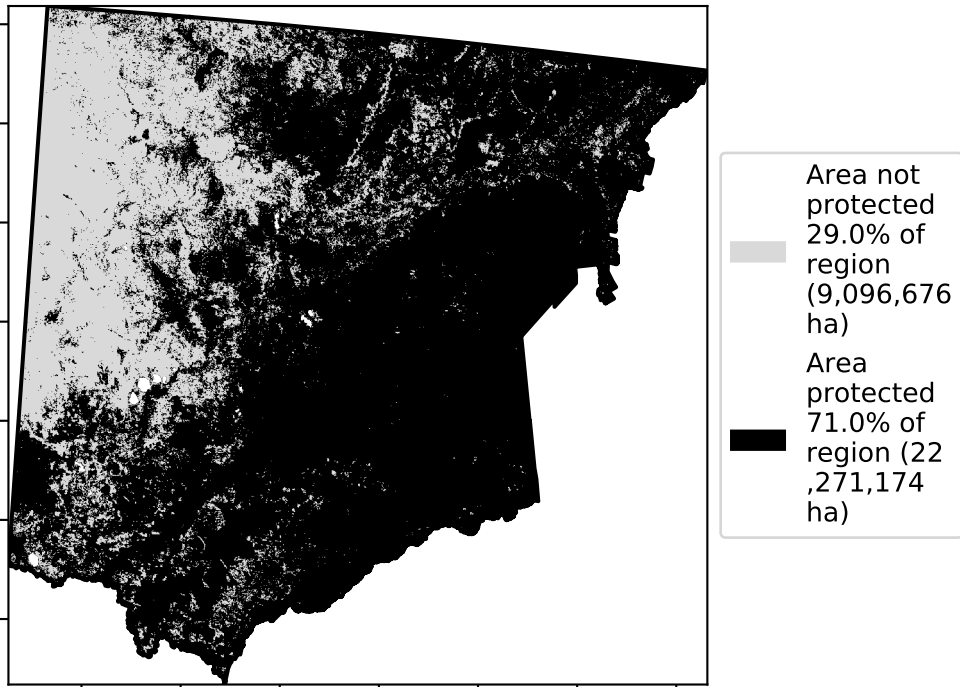 Area not
protected
29.0% of
region
(9,096,676
ha)
Area
protected
71.0% of
region (22
,271,174
ha)